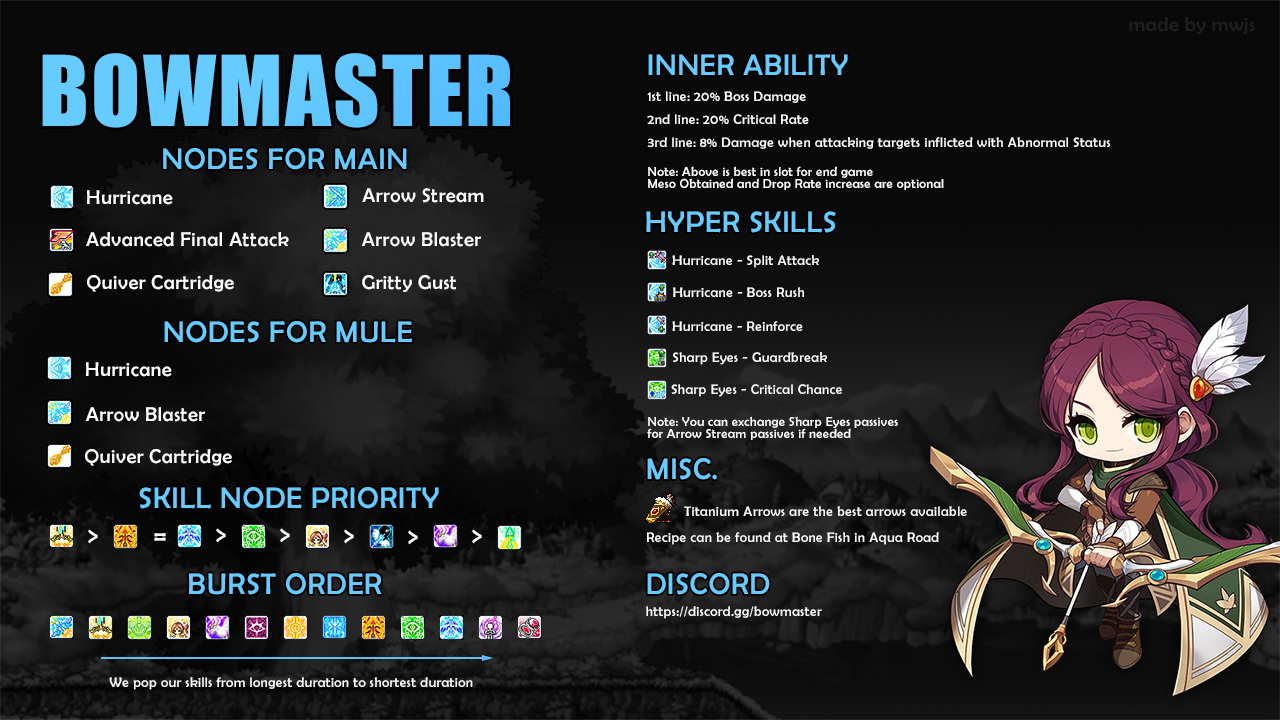 made by mwjs
BOWMASTER
NODES FOR MAIN
Hurricane
Arrow Stream
Advanced Final Attack
Arrow Blaster
Quiver Cartridge
Gritty Gust
NODES FOR MULE
Hurricane
Arrow Blaster
Quiver Cartridge
SKILL NODE PRIORITY
> = > > > > >
BURST ORDER
We pop our skills from longest duration to shortest duration
INNER ABILITY
1st line: 20% Boss Damage
2nd line: 20% Critical Rate
3rd line: 8% Damage when attacking targets inflicted with Abnormal Status
Note: Above is best in slot for end game
Meso Obtained and Drop Rate increase are optional
HYPER SKILLS
Hurricane - Split Attack
Hurricane - Boss Rush
Hurricane - Reinforce
Sharp Eyes - Guardbreak
Sharp Eyes - Critical Chance
Note: You can exchange Sharp Eyes passives
for Arrow Stream passives if needed
MISC.
Titanium Arrows are the best arrows available
Recipe can be found at Bone Fish in Aqua Road
DISCORD
https://discord.gg/bowmaster